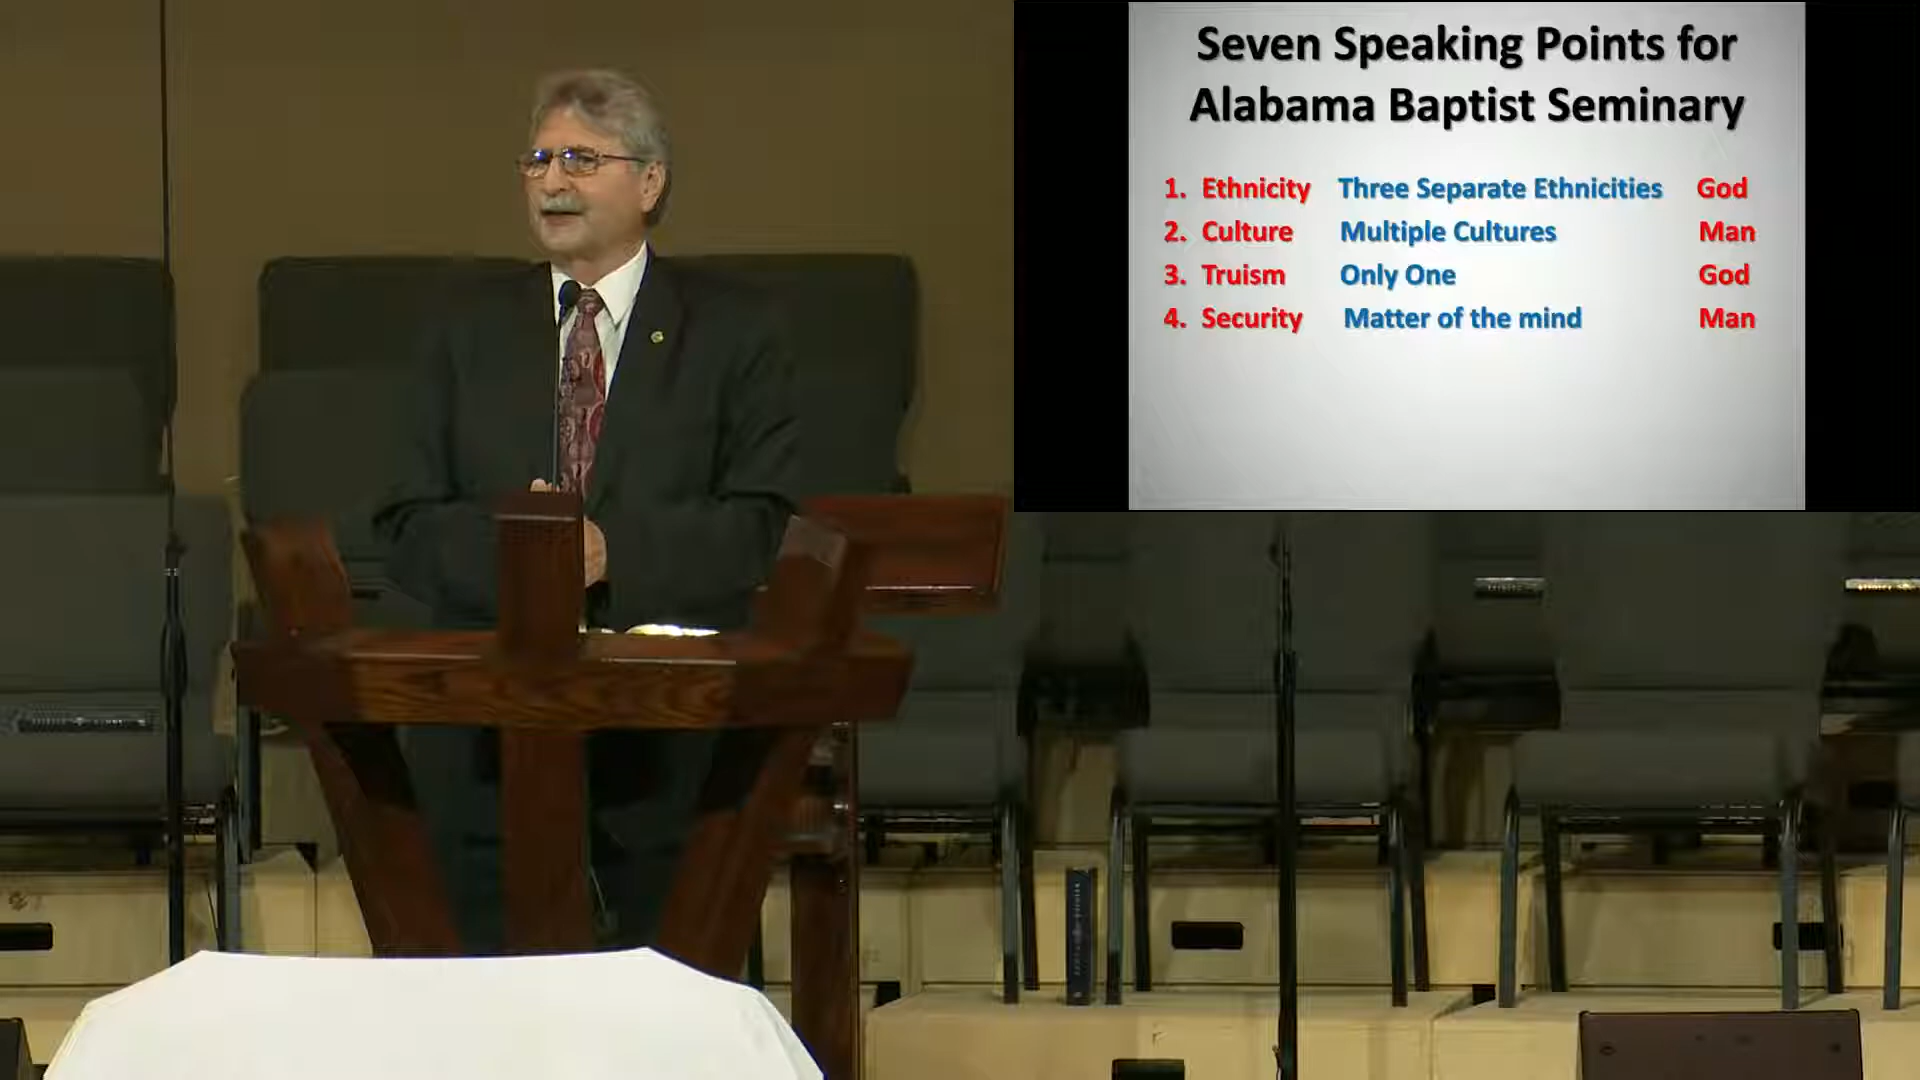 Seven Speaking Points for
Alabama Baptist Seminary
1. Ethnicity Three Separate Ethnicities God
2. Culture Multiple Cultures Man
3. Truism Only One God
4. Security Matter of the mind Man